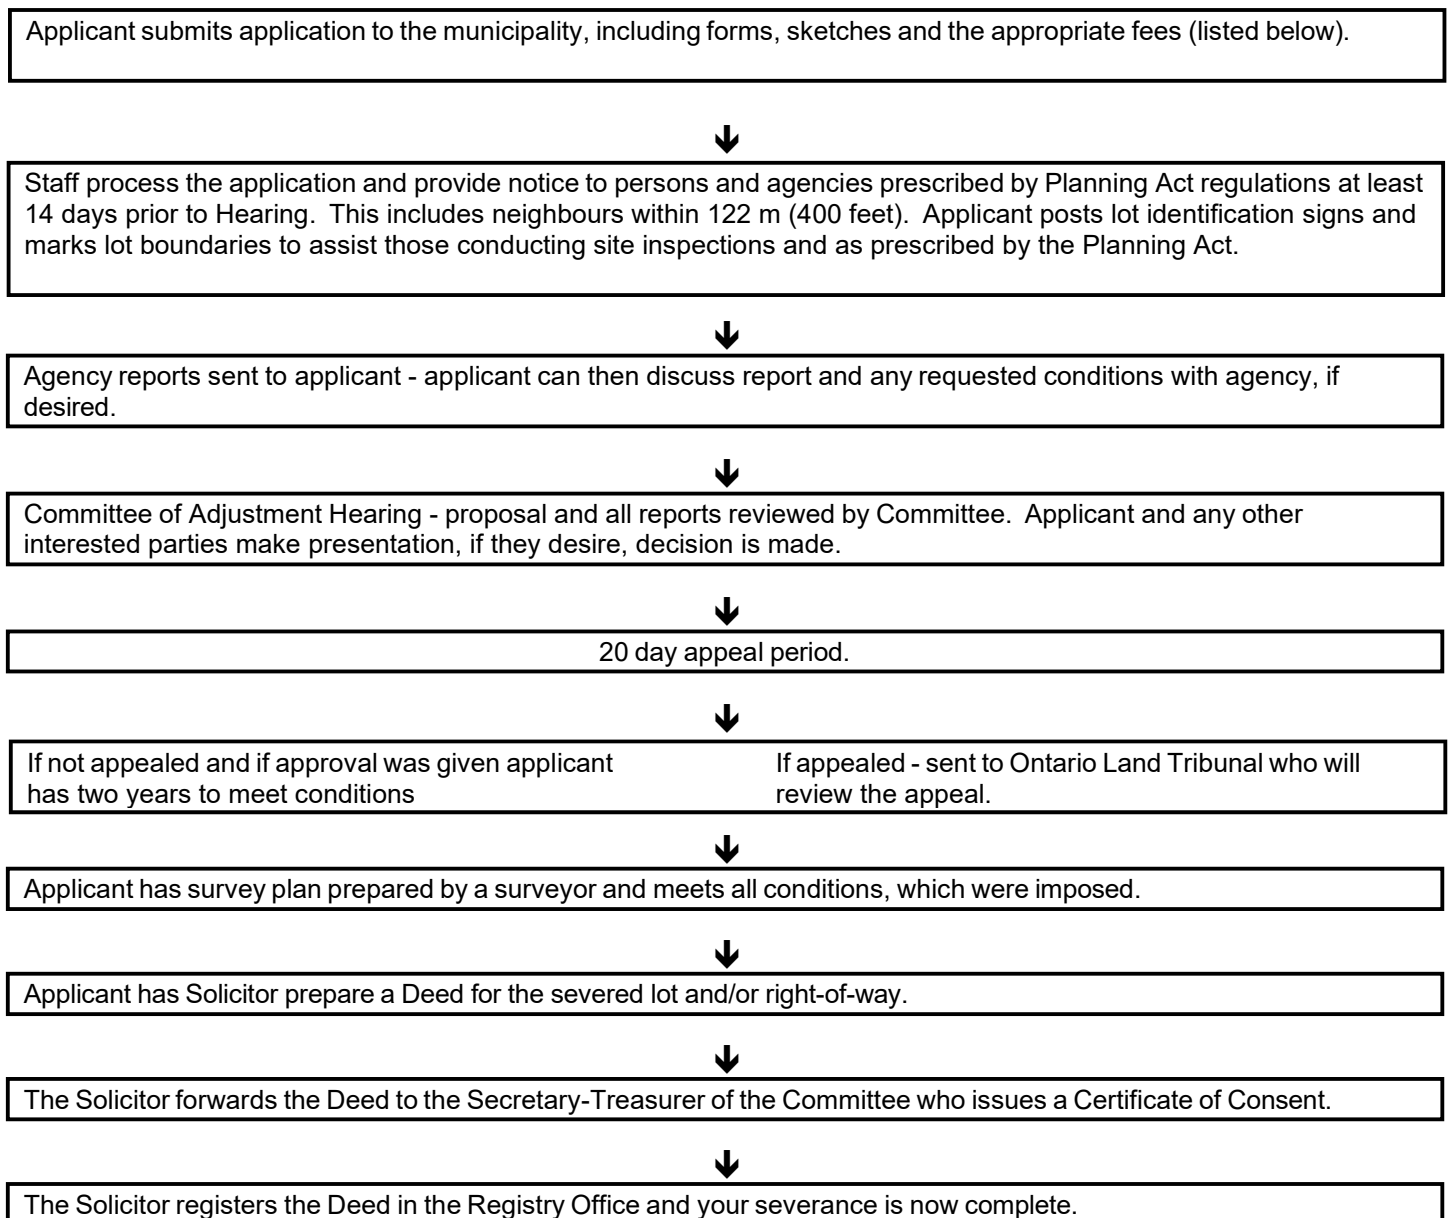 Applicant submits application to the municipality, including forms, sketches and the appropriate fees (listed below).
Staff process the application and provide notice to persons and agencies prescribed by Planning Act regulations at least
14 days prior to Hearing. This includes neighbours within 122 m (400 feet). Applicant posts lot identification signs and
marks lot boundaries to assist those conducting site inspections and as prescribed by the Planning Act.
Agency reports sent to applicant - applicant can then discuss report and any requested conditions with agency, if
desired.
Committee of Adjustment Hearing - proposal and all reports reviewed by Committee. Applicant and any other
interested parties make presentation, if they desire, decision is made.
20 day appeal period.
If not appealed and if approval was given applicant
has two years to meet conditions
If appealed - sent to Ontario Land Tribunal who will
review the appeal.
Applicant has survey plan prepared by a surveyor and meets all conditions, which were imposed.
Applicant has Solicitor prepare a Deed for the severed lot and/or right-of-way.
The Solicitor forwards the Deed to the Secretary-Treasurer of the Committee who issues a Certificate of Consent.
The Solicitor registers the Deed in the Registry Office and your severance is now complete.